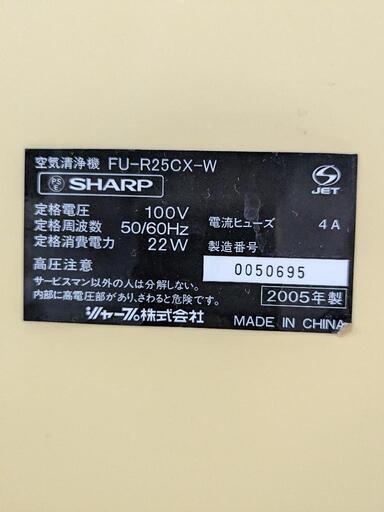 空気清浄機 FU-R25CX-W
PS E SHARP
JET
定格電圧 100V
定格周波数 50/60Hz
定格消費電力 22W
電流ヒューズ 4A
製造番号
0050695
高圧注意
サービスマン以外の人は分解しない。
内部に高電圧部があり、さわると危険です。
2005年製
シャープ株式会社
MADE IN CHINA